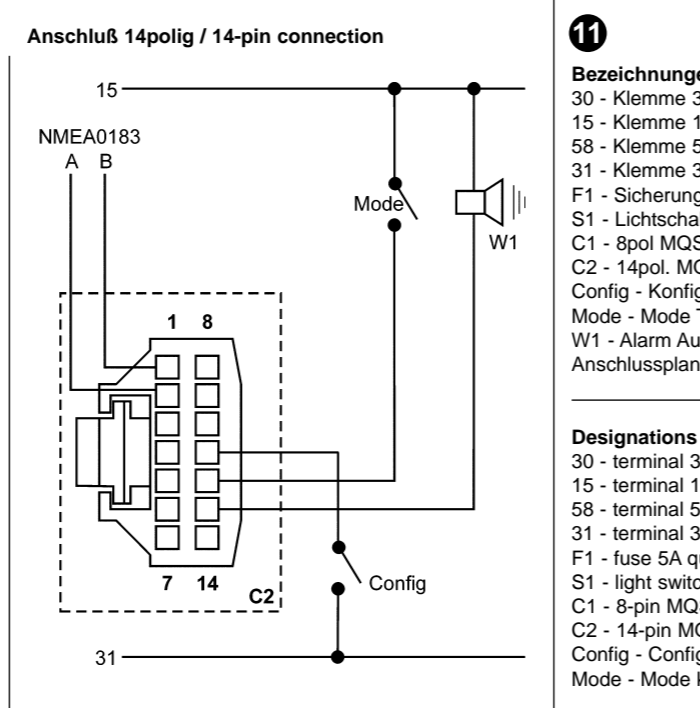 Anschluß 14polig / 14-pin connection
15
NMEA0183
A B
Mode
W1
1 8
7 14
C2
Config
31
11
Bezeichnunge
30 - Klemme 3
15 - Klemme 1
58 - Klemme 5
31 - Klemme 3
F1 - Sicherung
S1 - Lichtscha
C1 - 8pol MQS
C2 - 14pol. MQ
Config - Konfig
Mode - Mode T
W1 - Alarm Au
Anschlussplan
Designations
30 - terminal 3
15 - terminal 1
58 - terminal 5
31 - terminal 3
F1 - fuse 5A qu
S1 - light switc
C1 - 8-pin MQ
C2 - 14-pin MQ
Config - Config
Mode - Mode